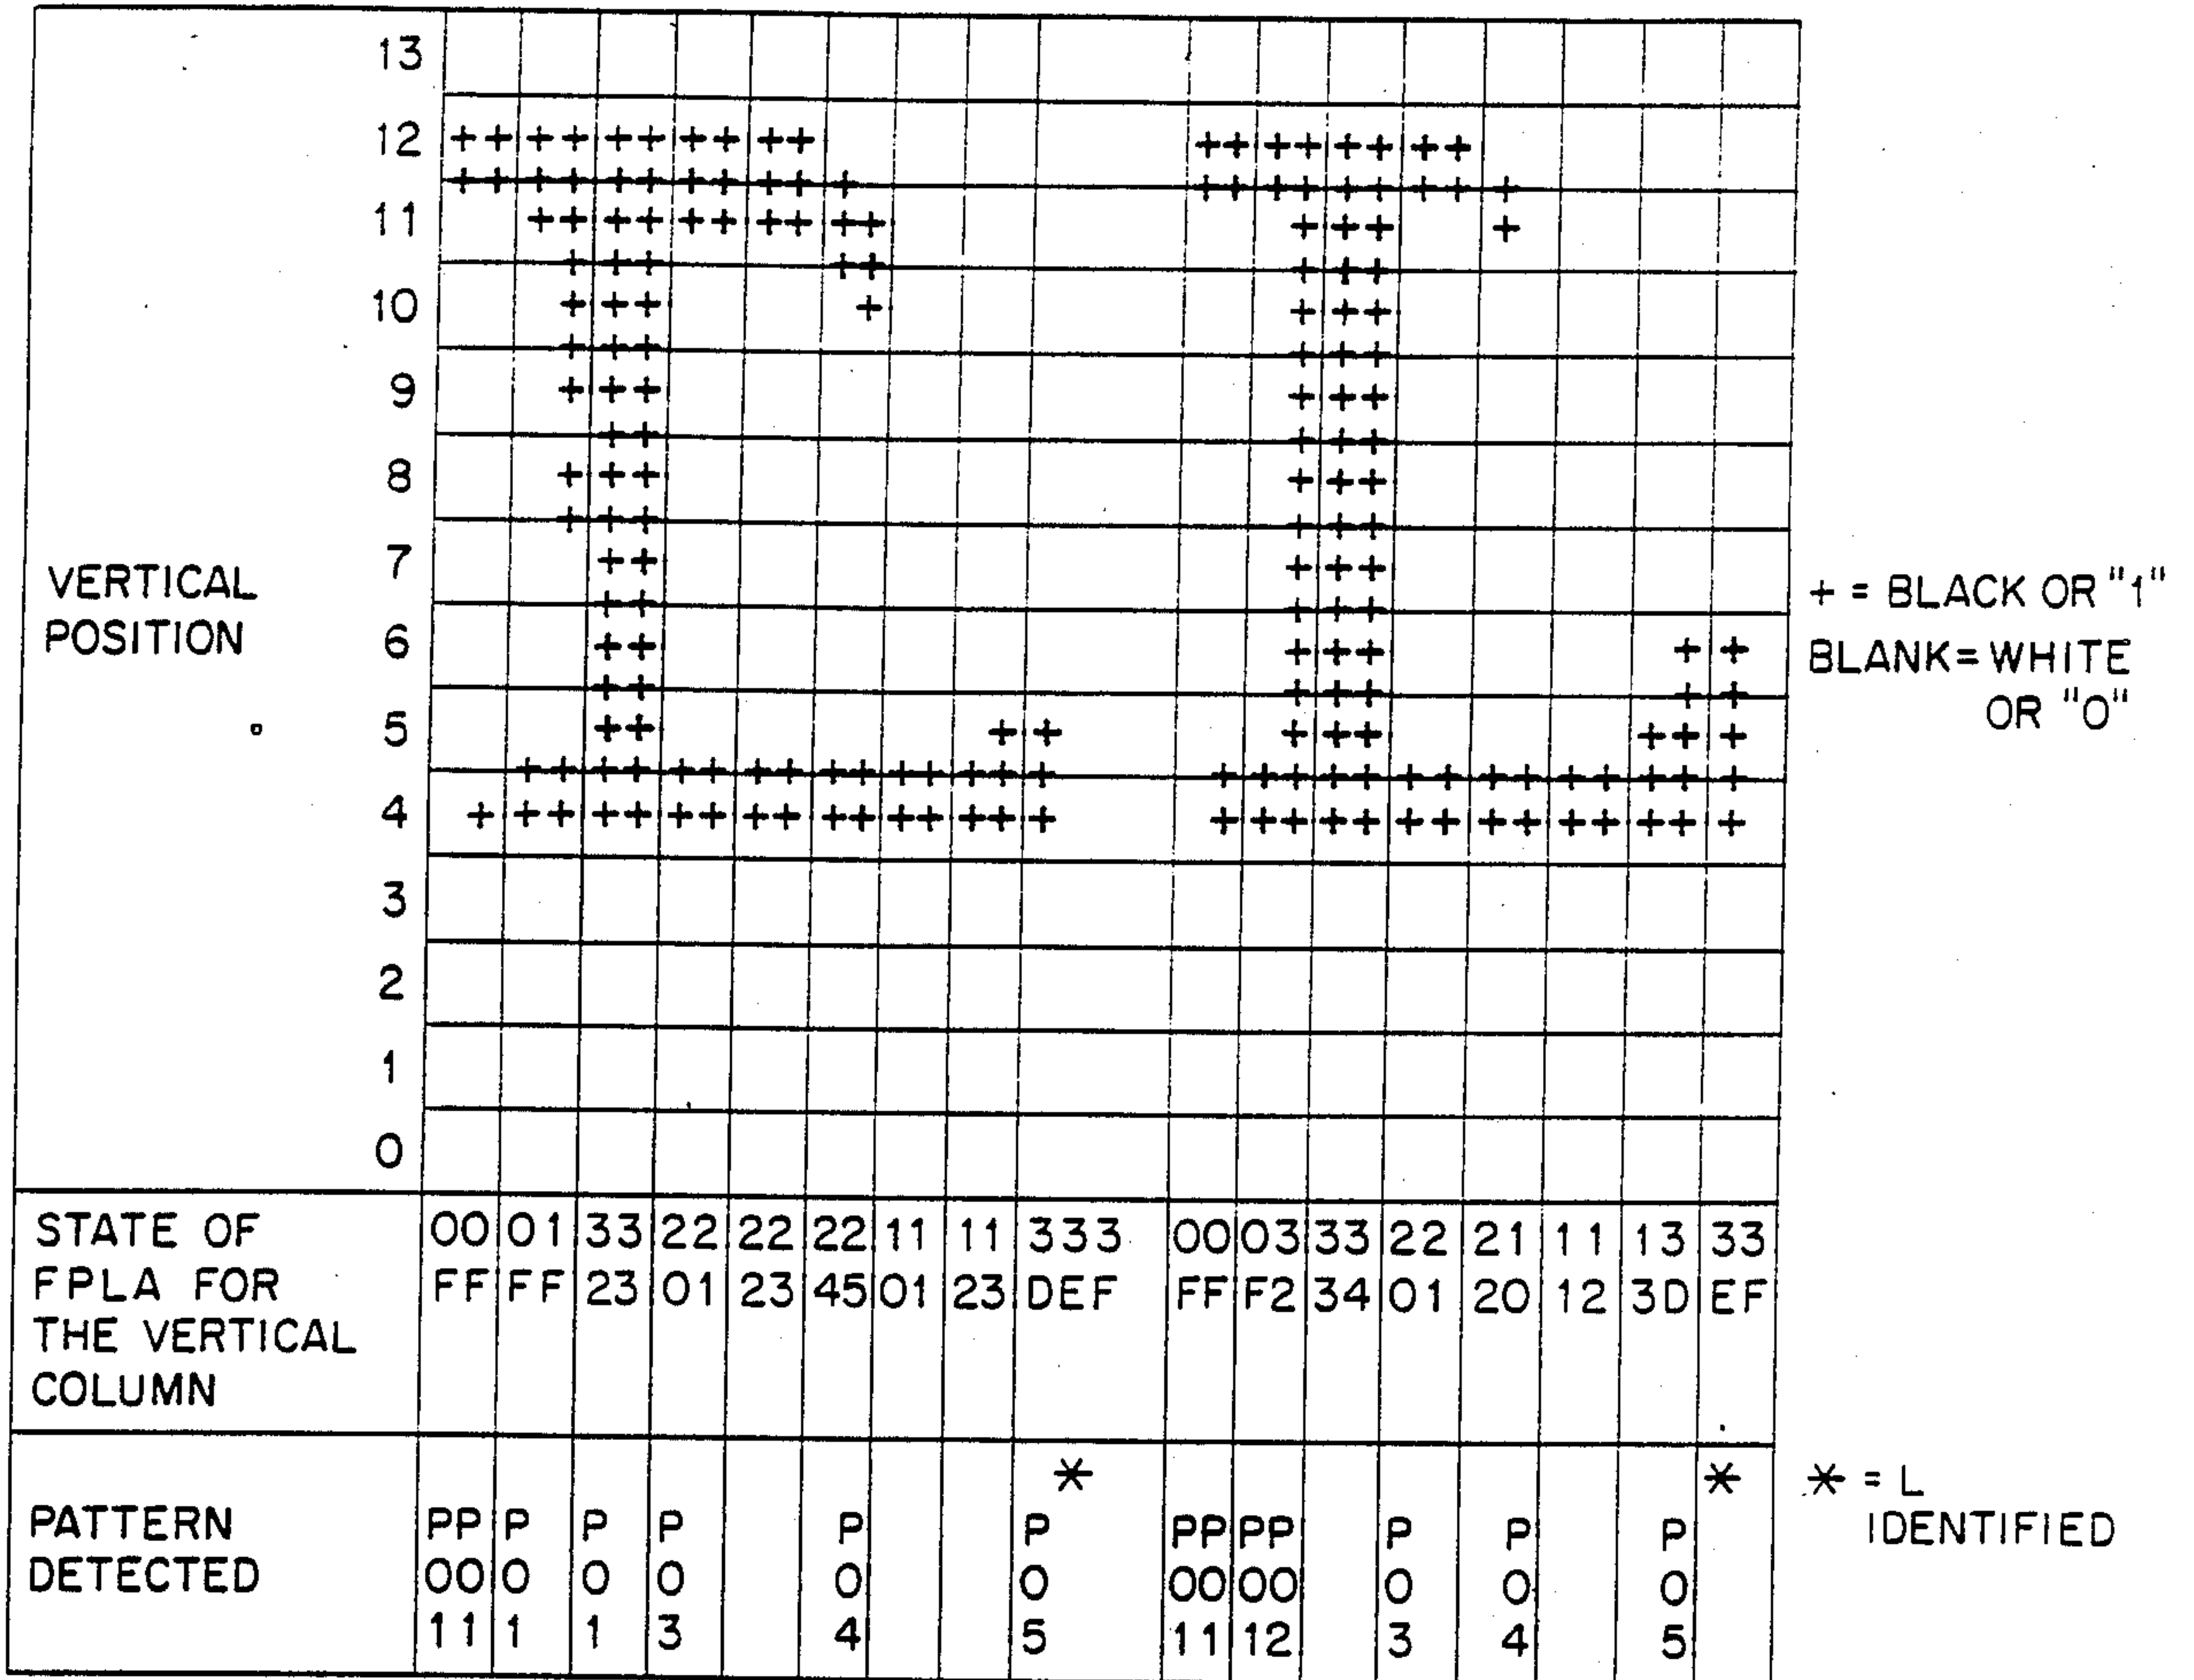 13
12
11
10
9
8
7
6
5
4
3
2
1
0
VERTICAL
POSITION
+ = BLACK OR "1"
BLANK = WHITE
OR "0"
STATE OF
FPLA FOR
THE VERTICAL
COLUMN
00 01 33 22 22 22 11 11 333 00 03 33 22 21 11 13 33
FF FF 23 01 23 45 01 23 DEF FF F2 34 01 20 12 3D EF
PATTERN
DETECTED
* *
PP P P P P P PP PP P P P
00 0 0 0 0 0 00 00 0 0 0
11 1 1 3 4 5 11 12 3 4 5
* = L
IDENTIFIED